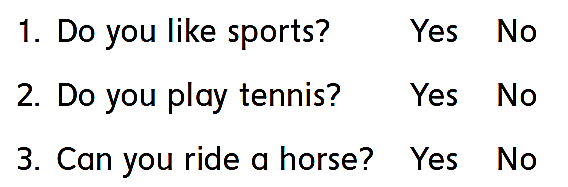 1. Do you like sports? Yes No
2. Do you play tennis? Yes No
3. Can you ride a horse? Yes No